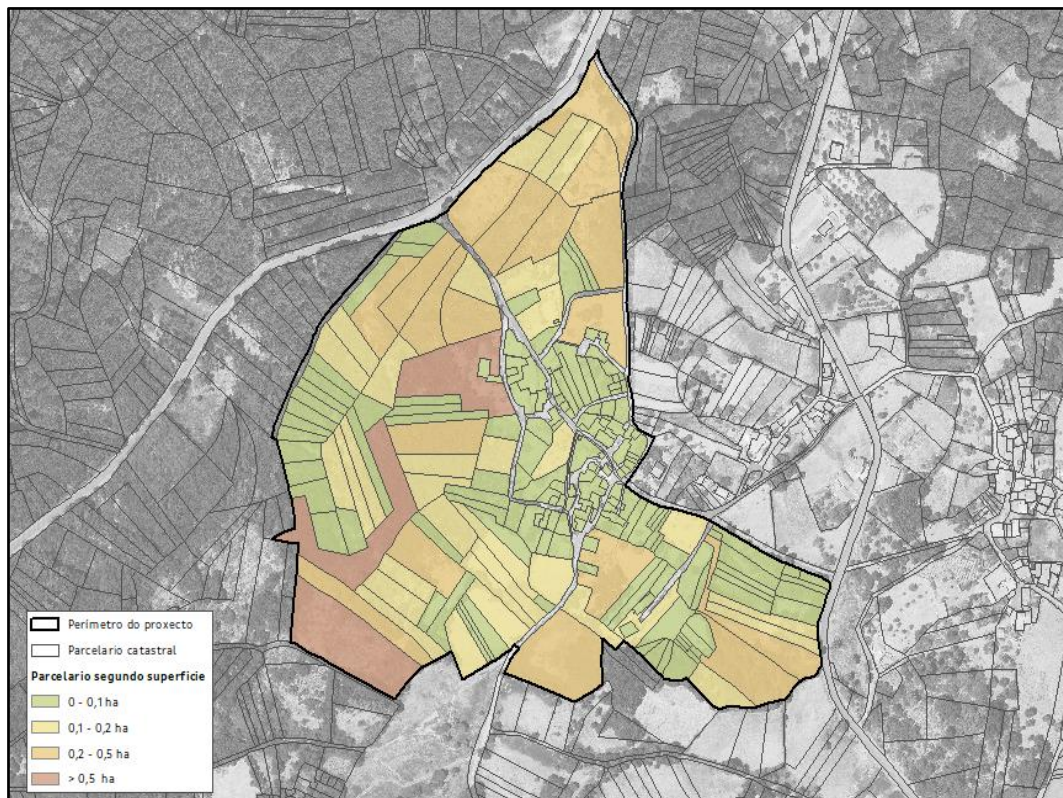 Perímetro do proxecto
Parcelario catastral
Parcelario segundo superficie
0 - 0,1 ha
0,1 - 0,2 ha
0,2 - 0,5 ha
> 0,5 ha